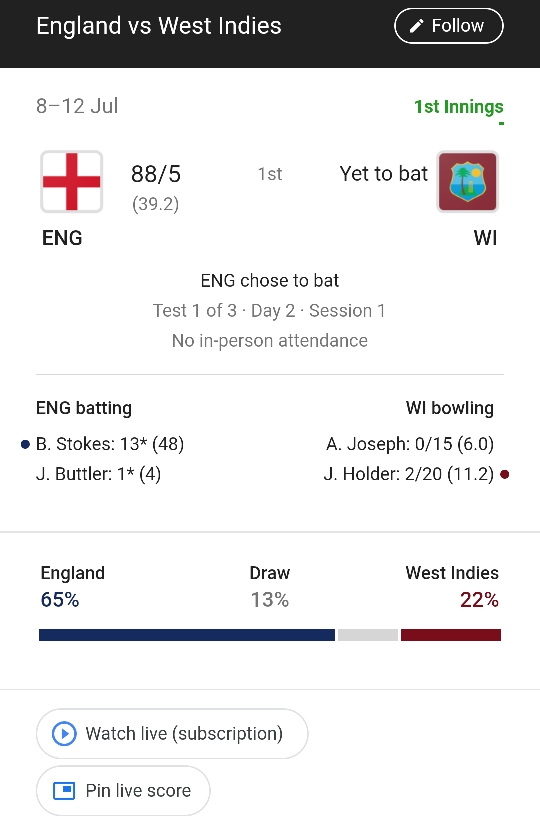 England vs West Indies
Follow
8–12 Jul
1st Innings
88/5
1st
Yet to bat
(39.2)
ENG
WI
ENG chose to bat
Test 1 of 3 · Day 2 · Session 1
No in-person attendance
ENG batting
WI bowling
B. Stokes: 13* (48)
A. Joseph: 0/15 (6.0)
J. Buttler: 1* (4)
J. Holder: 2/20 (11.2)
England
Draw
West Indies
65%
13%
22%
Watch live (subscription)
Pin live score